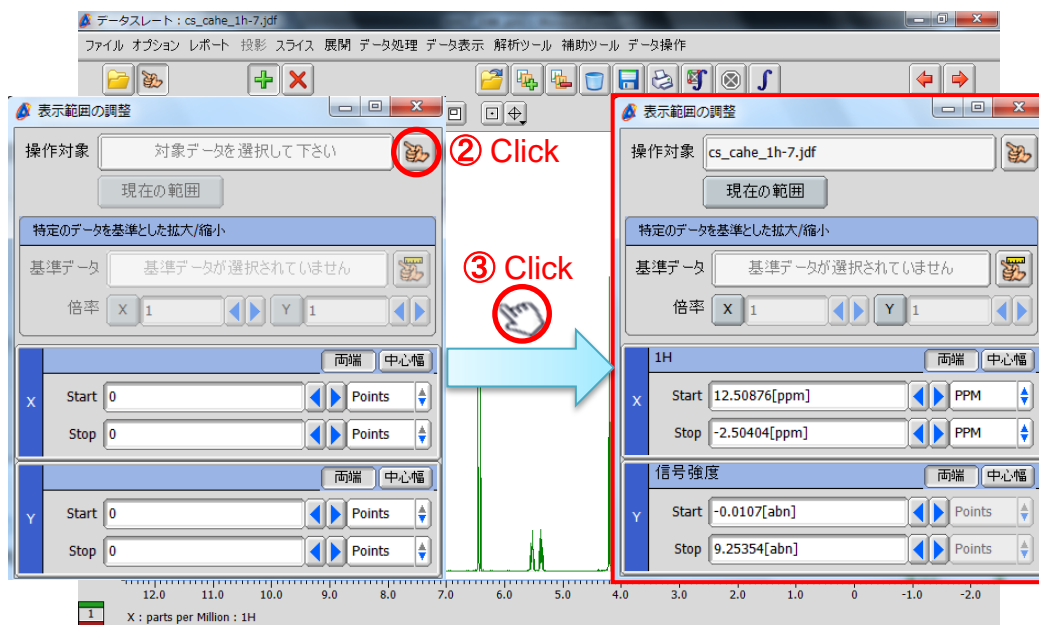 データスレート : cs_cahe_1h-7.jdf
ファイル オプション レポート 投影 スライス 展開 データ処理 データ表示 解析ツール 補助ツール データ操作
表示範囲の調整
操作対象 対象データを選択して下さい
現在の範囲
特定のデータを基準とした拡大/縮小
基準データ 基準データが選択されていません
倍率 X 1 Y 1
両端 中心幅
X
Start 0 Points
Stop 0 Points
両端 中心幅
Y
Start 0 Points
Stop 0 Points
② Click
③ Click
表示範囲の調整
操作対象 cs_cahe_1h-7.jdf
現在の範囲
特定のデータを基準とした拡大/縮小
基準データ 基準データが選択されていません
倍率 X 1 Y 1
1H 両端 中心幅
X
Start 12.50876[ppm] PPM
Stop -2.50404[ppm] PPM
信号強度 両端 中心幅
Y
Start -0.0107[abn] Points
Stop 9.25354[abn] Points
12.0 11.0 10.0 9.0 8.0 7.0 6.0 5.0 4.0 3.0 2.0 1.0 0 -1.0 -2.0
1 X : parts per Million : 1H